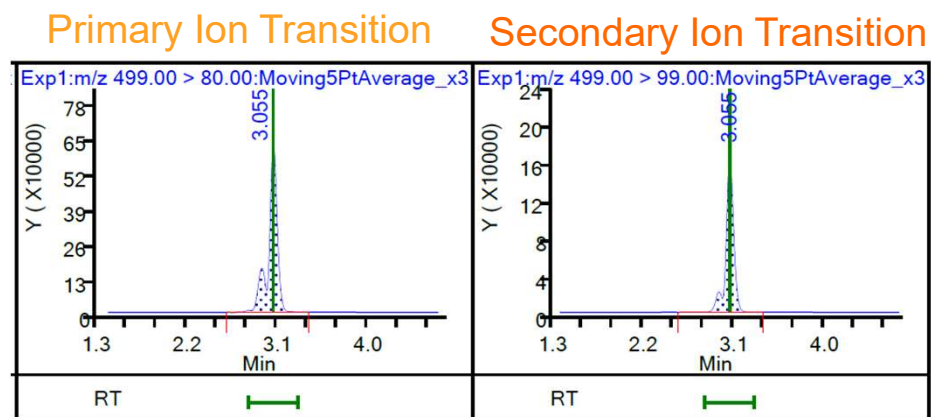 Primary Ion Transition
Secondary Ion Transition
Exp1:m/z 499.00 > 80.00:Moving5PtAverage_x3
Y ( X10000)
78
65
52
39
26
13
0
3.055
1.3 2.2 3.1 4.0
Min
RT
Exp1:m/z 499.00 > 99.00:Moving5PtAverage_x3
Y ( X10000)
24
20
16
12
8
4
0
3.055
1.3 2.2 3.1 4.0
Min
RT